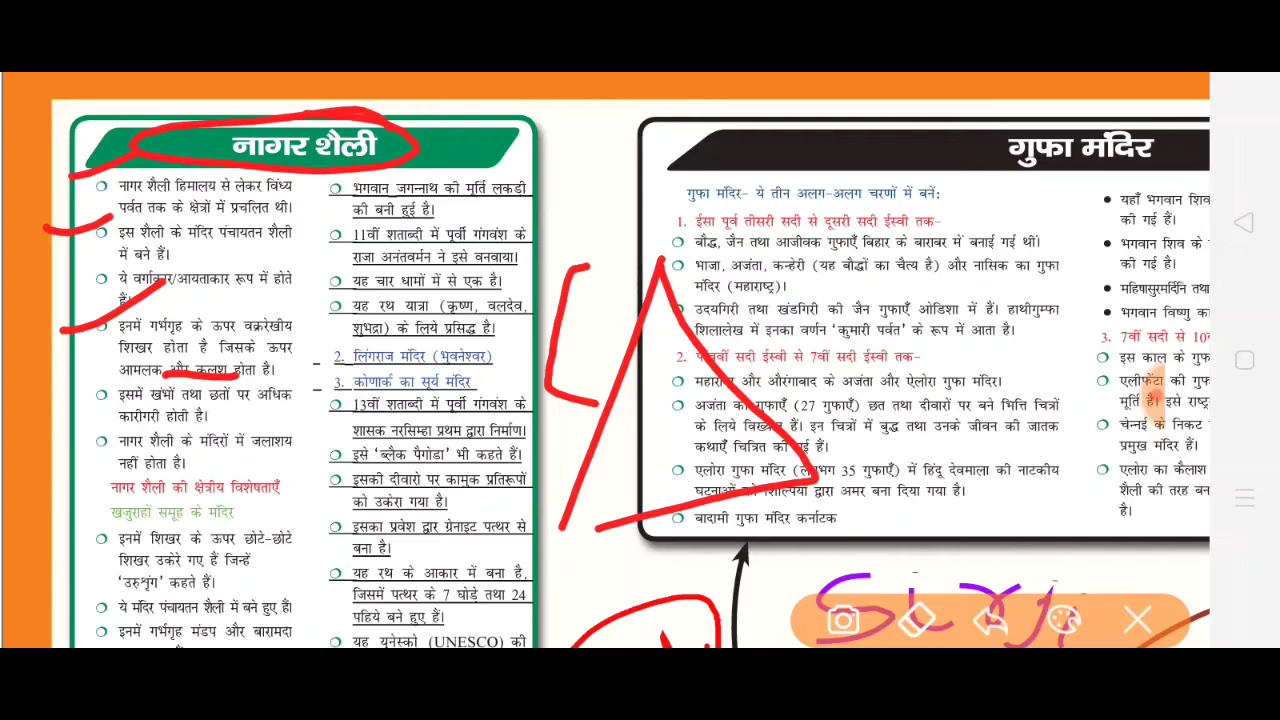 नागर शैली
नागर शैली हिमालय से लेकर विंध्य
पर्वत तक के क्षेत्रों में प्रचलित थी।
इस शैली के मंदिर पंचायतन शैली
में बने हैं।
ये वर्गाकार/आयताकार रूप में होते
हैं।
इनमें गर्भगृह के ऊपर वक्ररेखीय
शिखर होता है जिसके ऊपर
आमलक और कलश होता है।
इसमें खंभों तथा छतों पर अधिक
कारीगरी होती है।
नागर शैली के मंदिरों में जलाशय
नहीं होता है।
नागर शैली की क्षेत्रीय विशेषताएँ
खजुराहों समूह के मंदिर
इनमें शिखर के ऊपर छोटे-छोटे
शिखर उकेरे गए हैं जिन्हें
‘उरुशृंग’ कहते हैं।
ये मंदिर पंचायतन शैली में बने हुए हैं।
इनमें गर्भगृह मंडप और बारामदा
भगवान जगन्नाथ की मूर्ति लकडी
की बनी हुई है।
11वीं शताब्दी में पूर्वी गंगवंश के
राजा अनंतवर्मन ने इसे वनवाया।
यह चार धामों में से एक है।
यह रथ यात्रा (कृष्ण, वलदेव,
शुभद्रा) के लिये प्रसिद्ध है।
2. लिंगराज मंदिर (भुवनेश्वर)
3. कोणार्क का सूर्य मंदिर
13वीं शताब्दी में पूर्वी गंगवंश के
शासक नरसिम्हा प्रथम द्वारा निर्माण।
इसे ‘ब्लैक पैगोडा’ भी कहते हैं।
इसकी दीवारो पर कामुक प्रतिरूपों
को उकेरा गया है।
इसका प्रवेश द्वार ग्रेनाइट पत्थर से
बना है।
यह रथ के आकार में बना है,
जिसमें पत्थर के 7 घोड़े तथा 24
पहिये बने हुए हैं।
यह यूनेस्को (UNESCO) की
गुफा मंदिर
गुफा मंदिर- ये तीन अलग-अलग चरणों में बनें:
1. ईसा पूर्व तीसरी सदी से दूसरी सदी ईस्वी तक-
बौद्ध, जैन तथा आजीवक गुफाएँ बिहार के बाराबर में बनाई गई थीं।
भाजा, अजंता, कन्हेरी (यह बौद्धों का चैत्य है) और नासिक का गुफा
मंदिर (महाराष्ट्र)।
उदयगिरी तथा खंडगिरी की जैन गुफाएँ ओडिशा में हैं। हाथीगुम्फा
शिलालेख में इनका वर्णन ‘कुमारी पर्वत’ के रूप में आता है।
2. सदी ईस्वी से 7वीं सदी ईस्वी तक-
और औरंगाबाद के अजंता और ऐलोरा गुफा मंदिर।
अजंता गुफाएँ (27 गुफाएँ) छत तथा दीवारों पर बने भित्ति चित्रों
के लिये हैं। इन चित्रों में बुद्ध तथा उनके जीवन की जातक
कथाएँ चित्रित की गई हैं।
एलोरा गुफा मंदिर (लगभग 35 गुफाएँ) में हिंदू देवमाला की नाटकीय
घटनाओं को शिल्पियों द्वारा अमर बना दिया गया है।
बादामी गुफा मंदिर कर्नाटक
यहाँ भगवान शिव
की गई हैं।
भगवान शिव के
की गई है।
महिषासुरमर्दिनि तथा
भगवान विष्णु का
3. 7वीं सदी से 10
इस काल के गुफ
एलीफेंटा की गुफ
मूर्ति है। इसे राष्ट्र
चेन्नई के निकट
प्रमुख मंदिर हैं।
एलोरा का कैलाश
शैली की तरह बन
है।